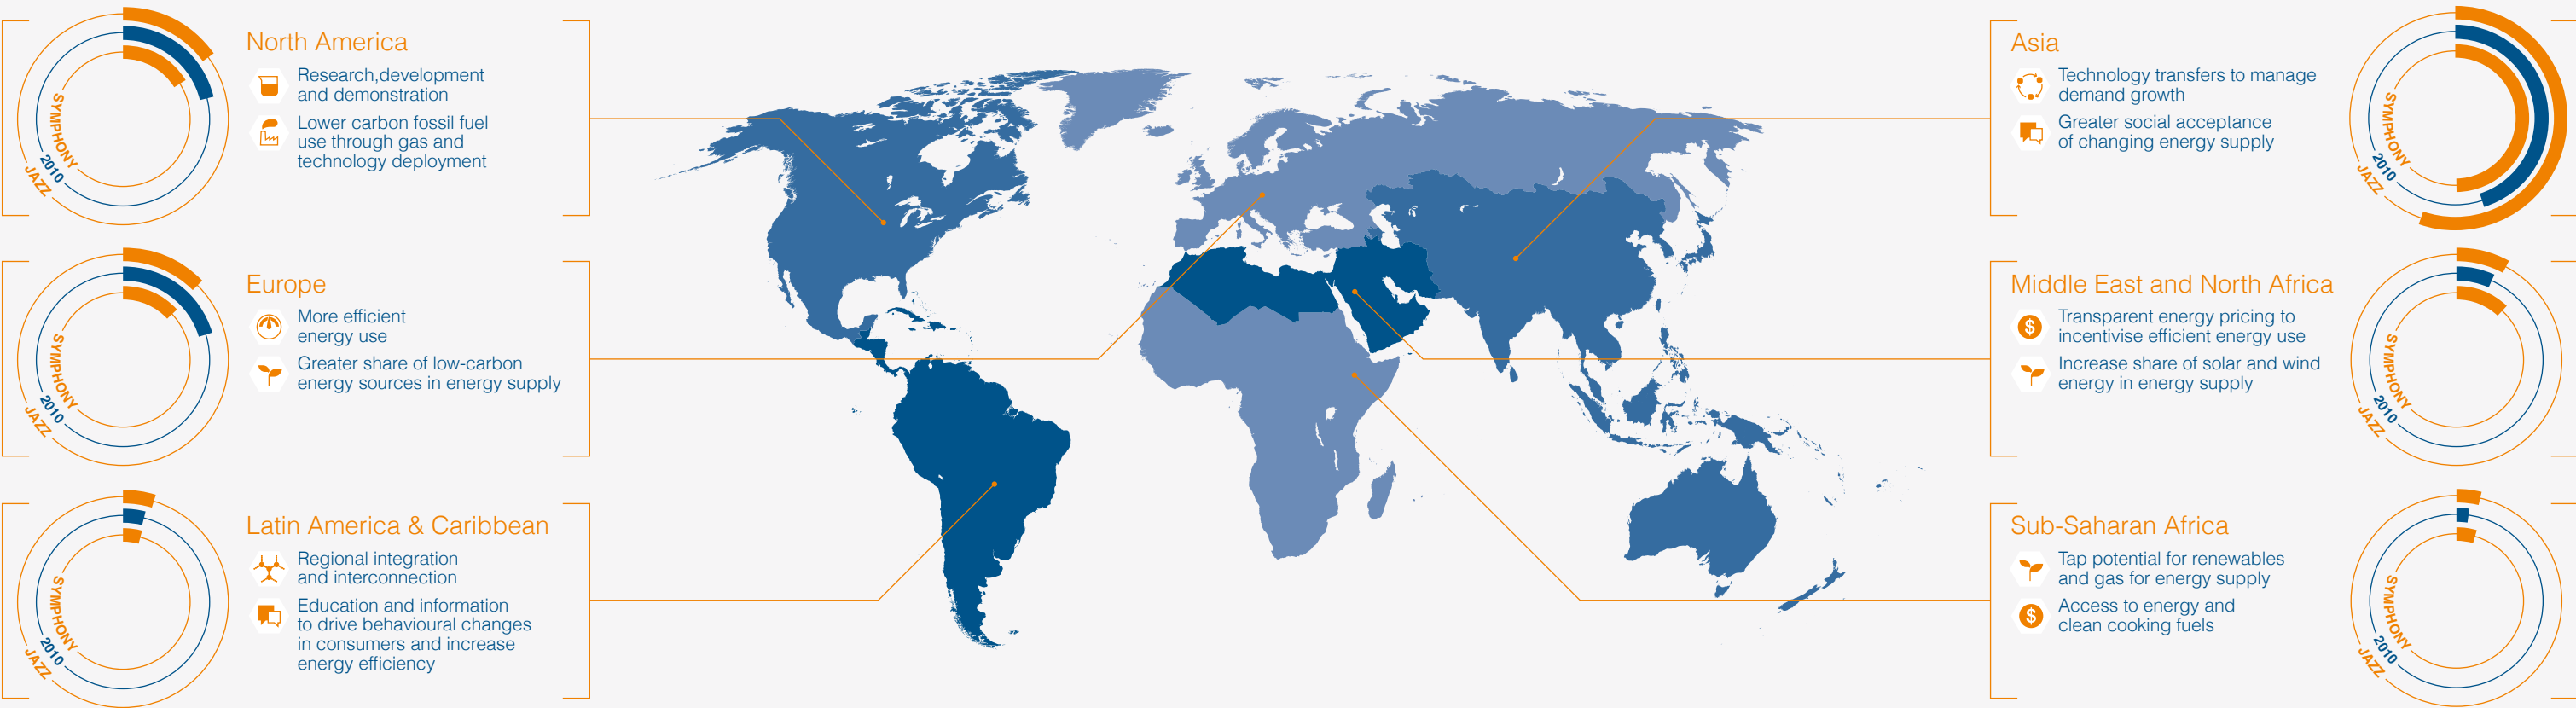 North America
Research,development
and demonstration
Lower carbon fossil fuel
use through gas and
technology deployment
SYMPHONY
2010
JAZZ
Europe
More efficient
energy use
Greater share of low-carbon
energy sources in energy supply
SYMPHONY
2010
JAZZ
Latin America & Caribbean
Regional integration
and interconnection
Education and information
to drive behavioural changes
in consumers and increase
energy efficiency
SYMPHONY
2010
JAZZ
Asia
Technology transfers to manage
demand growth
Greater social acceptance
of changing energy supply
SYMPHONY
2010
JAZZ
Middle East and North Africa
$
Transparent energy pricing to
incentivise efficient energy use
Increase share of solar and wind
energy in energy supply
SYMPHONY
2010
JAZZ
Sub-Saharan Africa
Tap potential for renewables
and gas for energy supply
$
Access to energy and
clean cooking fuels
SYMPHONY
2010
JAZZ